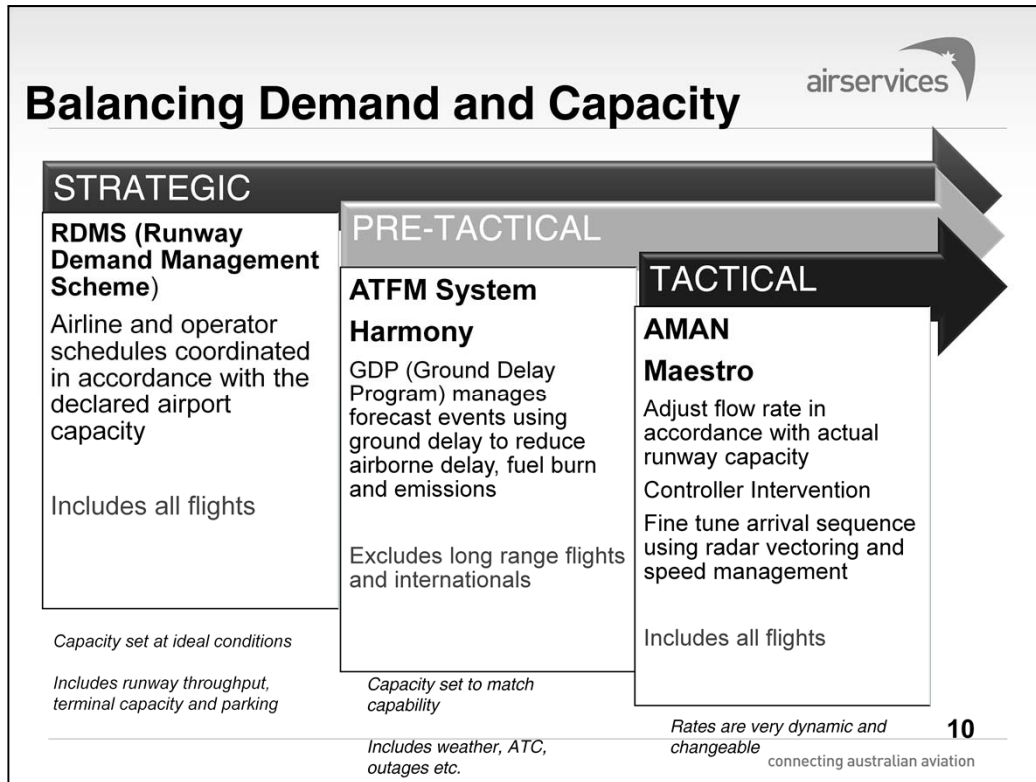 airservices
Balancing Demand and Capacity
STRATEGIC
RDMS (Runway
Demand Management
Scheme)
Airline and operator
schedules coordinated
in accordance with the
declared airport
capacity
Includes all flights
Capacity set at ideal conditions
Includes runway throughput,
terminal capacity and parking
PRE-TACTICAL
ATFM System
Harmony
GDP (Ground Delay
Program) manages
forecast events using
ground delay to reduce
airborne delay, fuel burn
and emissions
Excludes long range flights
and internationals
Capacity set to match
capability
Includes weather, ATC,
outages etc.
TACTICAL
AMAN
Maestro
Adjust flow rate in
accordance with actual
runway capacity
Controller Intervention
Fine tune arrival sequence
using radar vectoring and
speed management
Includes all flights
Rates are very dynamic and
changeable
10
connecting australian aviation